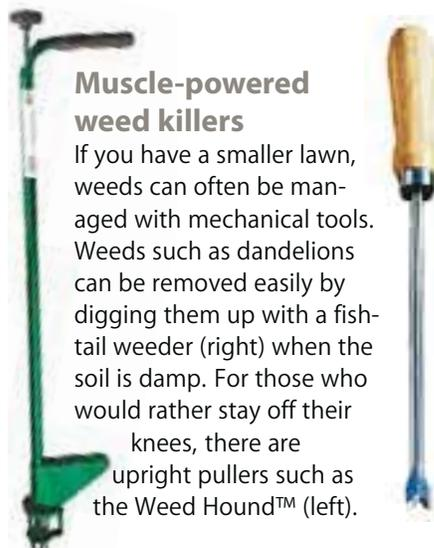 Muscle-powered
weed killers
If you have a smaller lawn,
weeds can often be man-
aged with mechanical tools.
Weeds such as dandelions
can be removed easily by
digging them up with a fish-
tail weeder (right) when the
soil is damp. For those who
would rather stay off their
knees, there are
upright pullers such as
the Weed Hound™ (left).